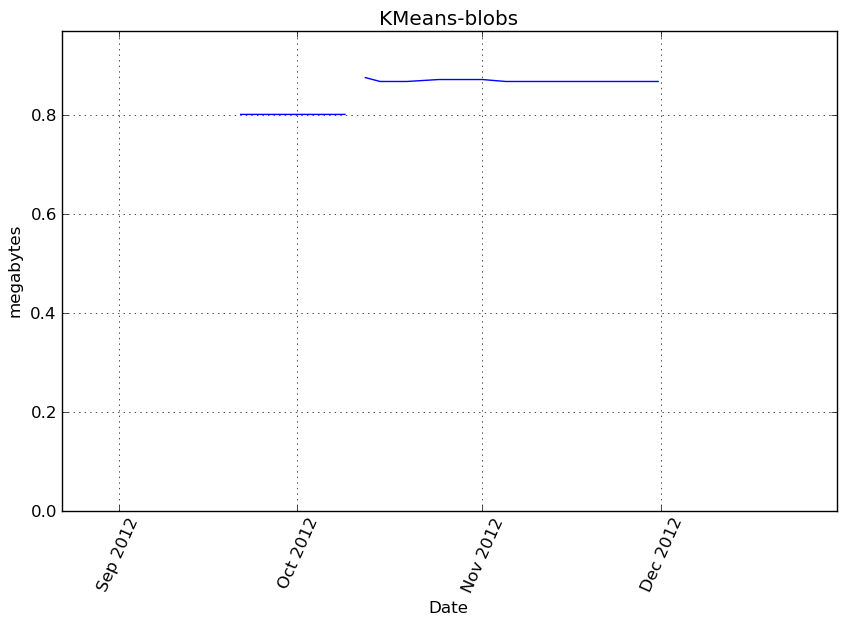 KMeans-blobs
megabytes
0.8
0.6
0.4
0.2
0.0
Sep 2012
Oct 2012
Nov 2012
Dec 2012
Date